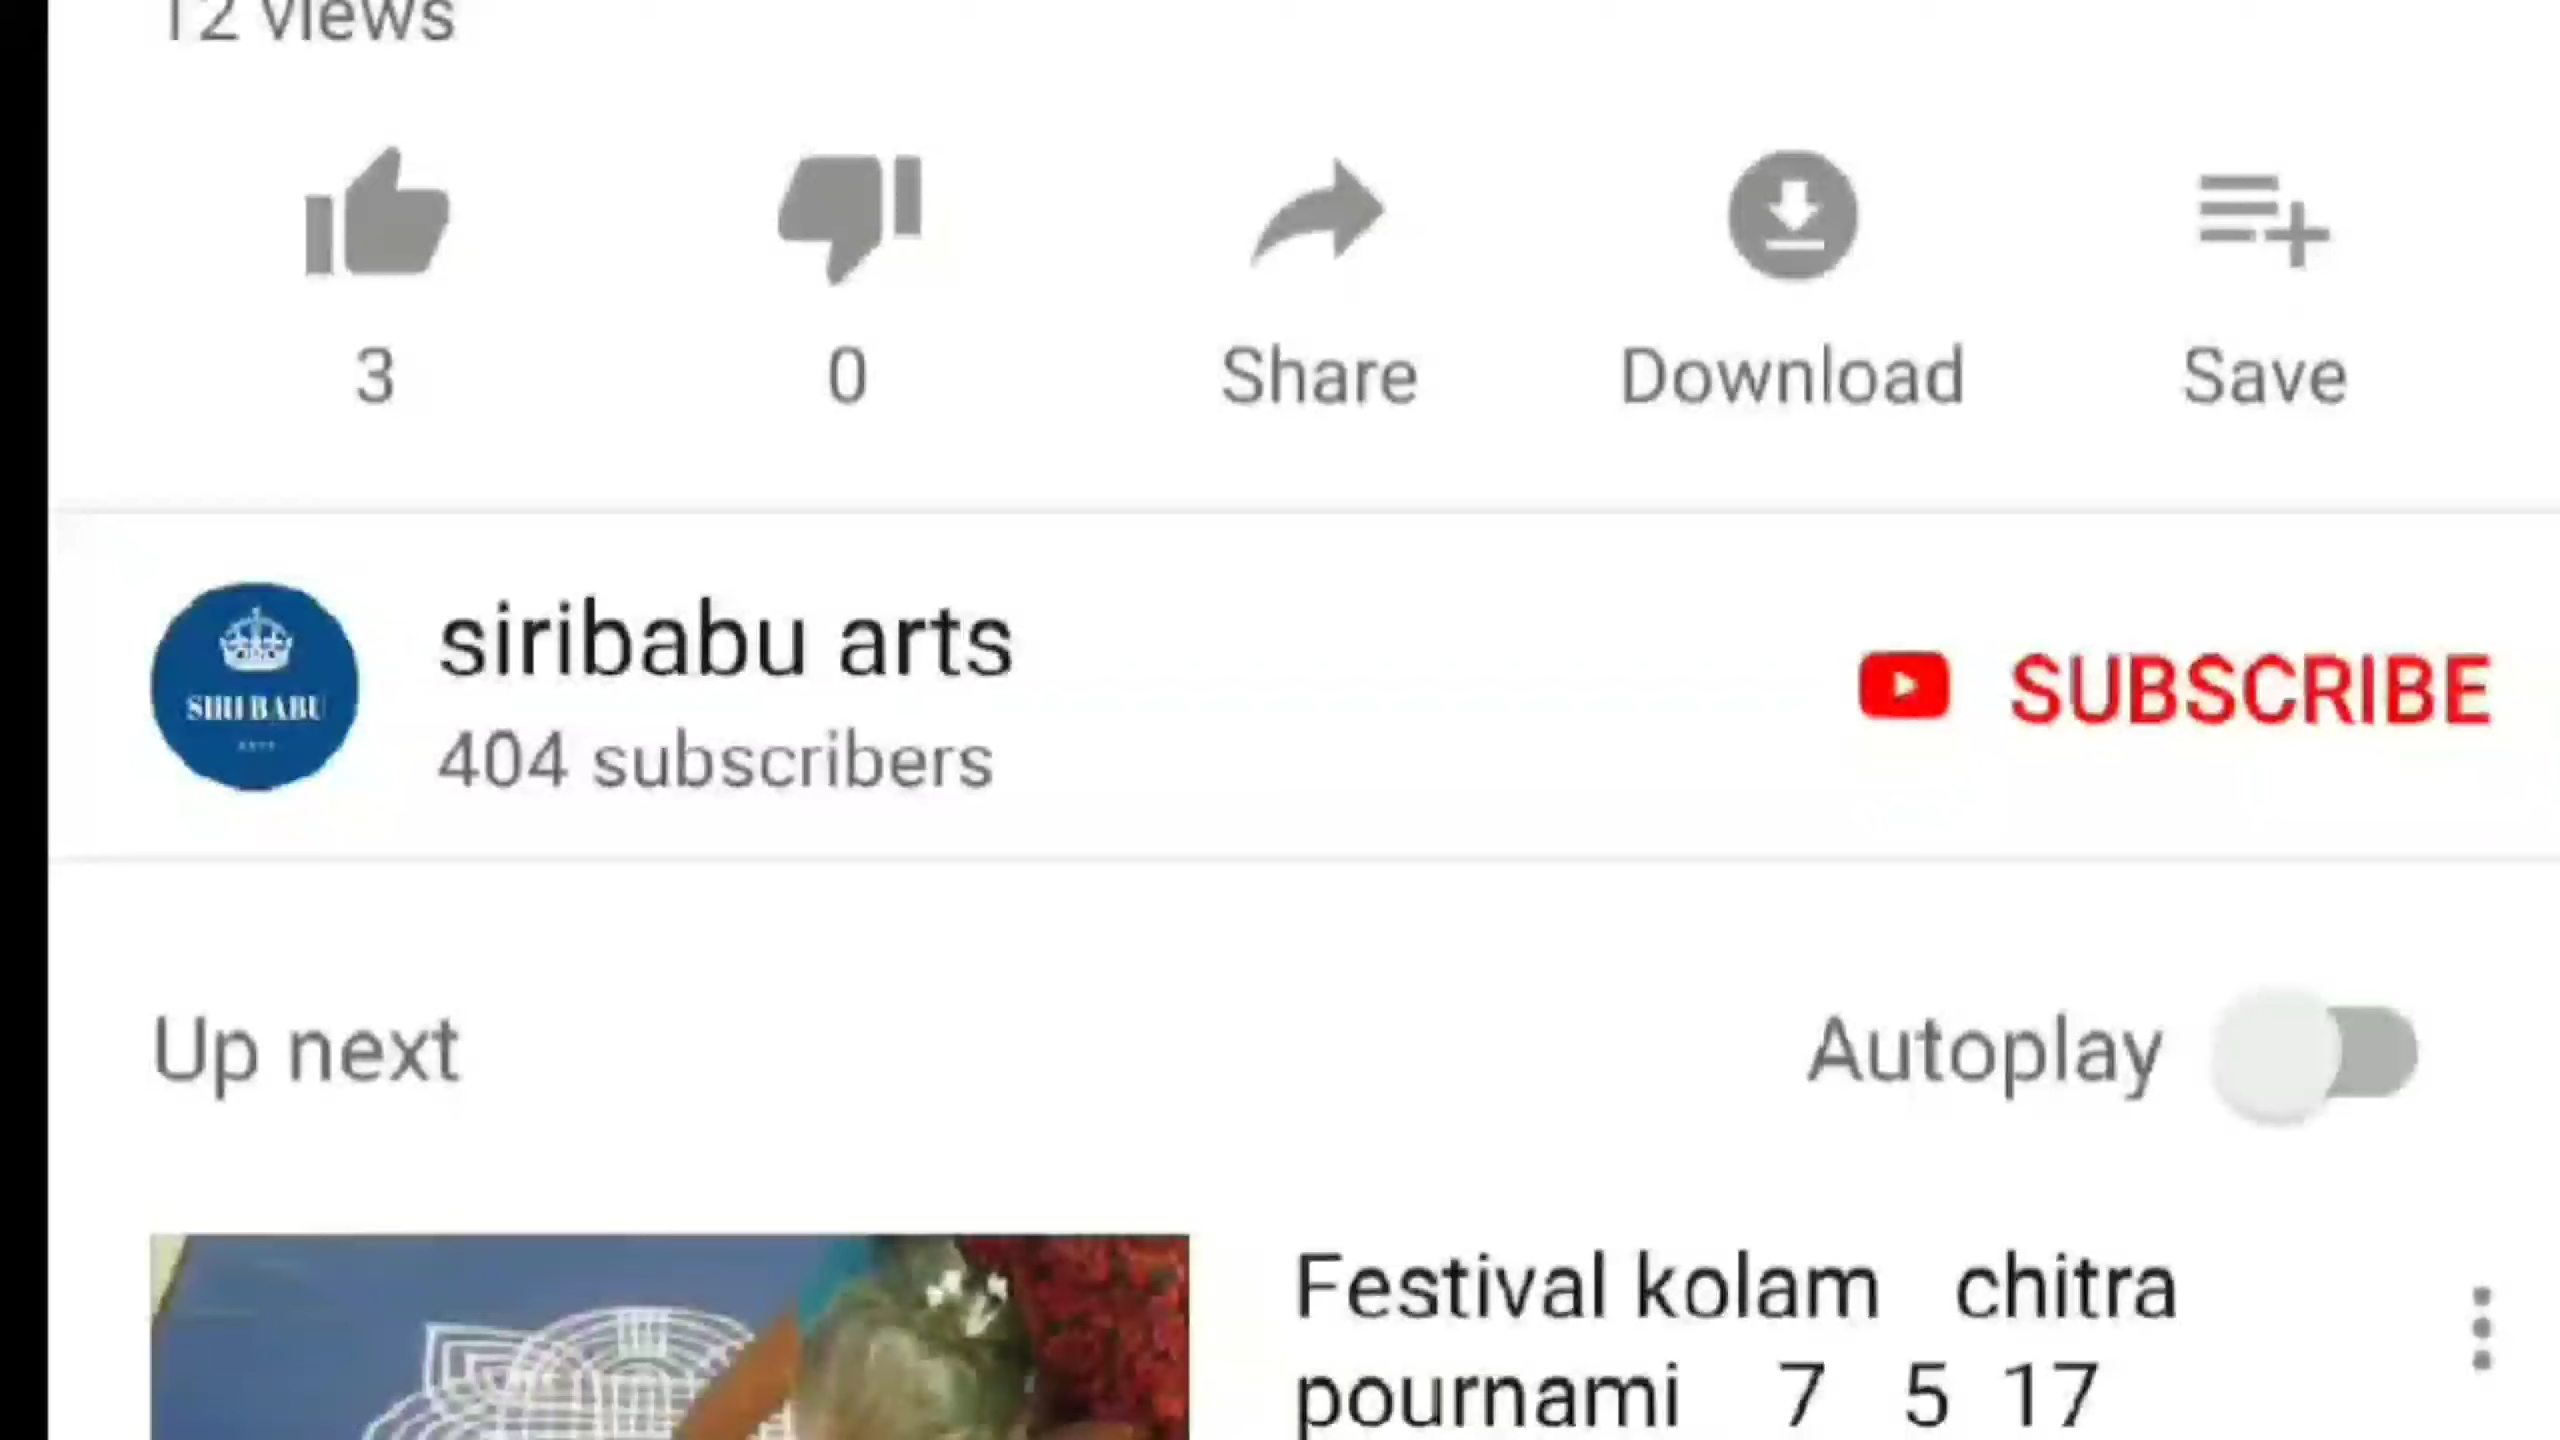 12 views
3
0
Share
Download
Save
siribabu arts
SIRI BABU
404 subscribers
SUBSCRIBE
Up next
Autoplay
Festival kolam chitra
pournami 7 5 17